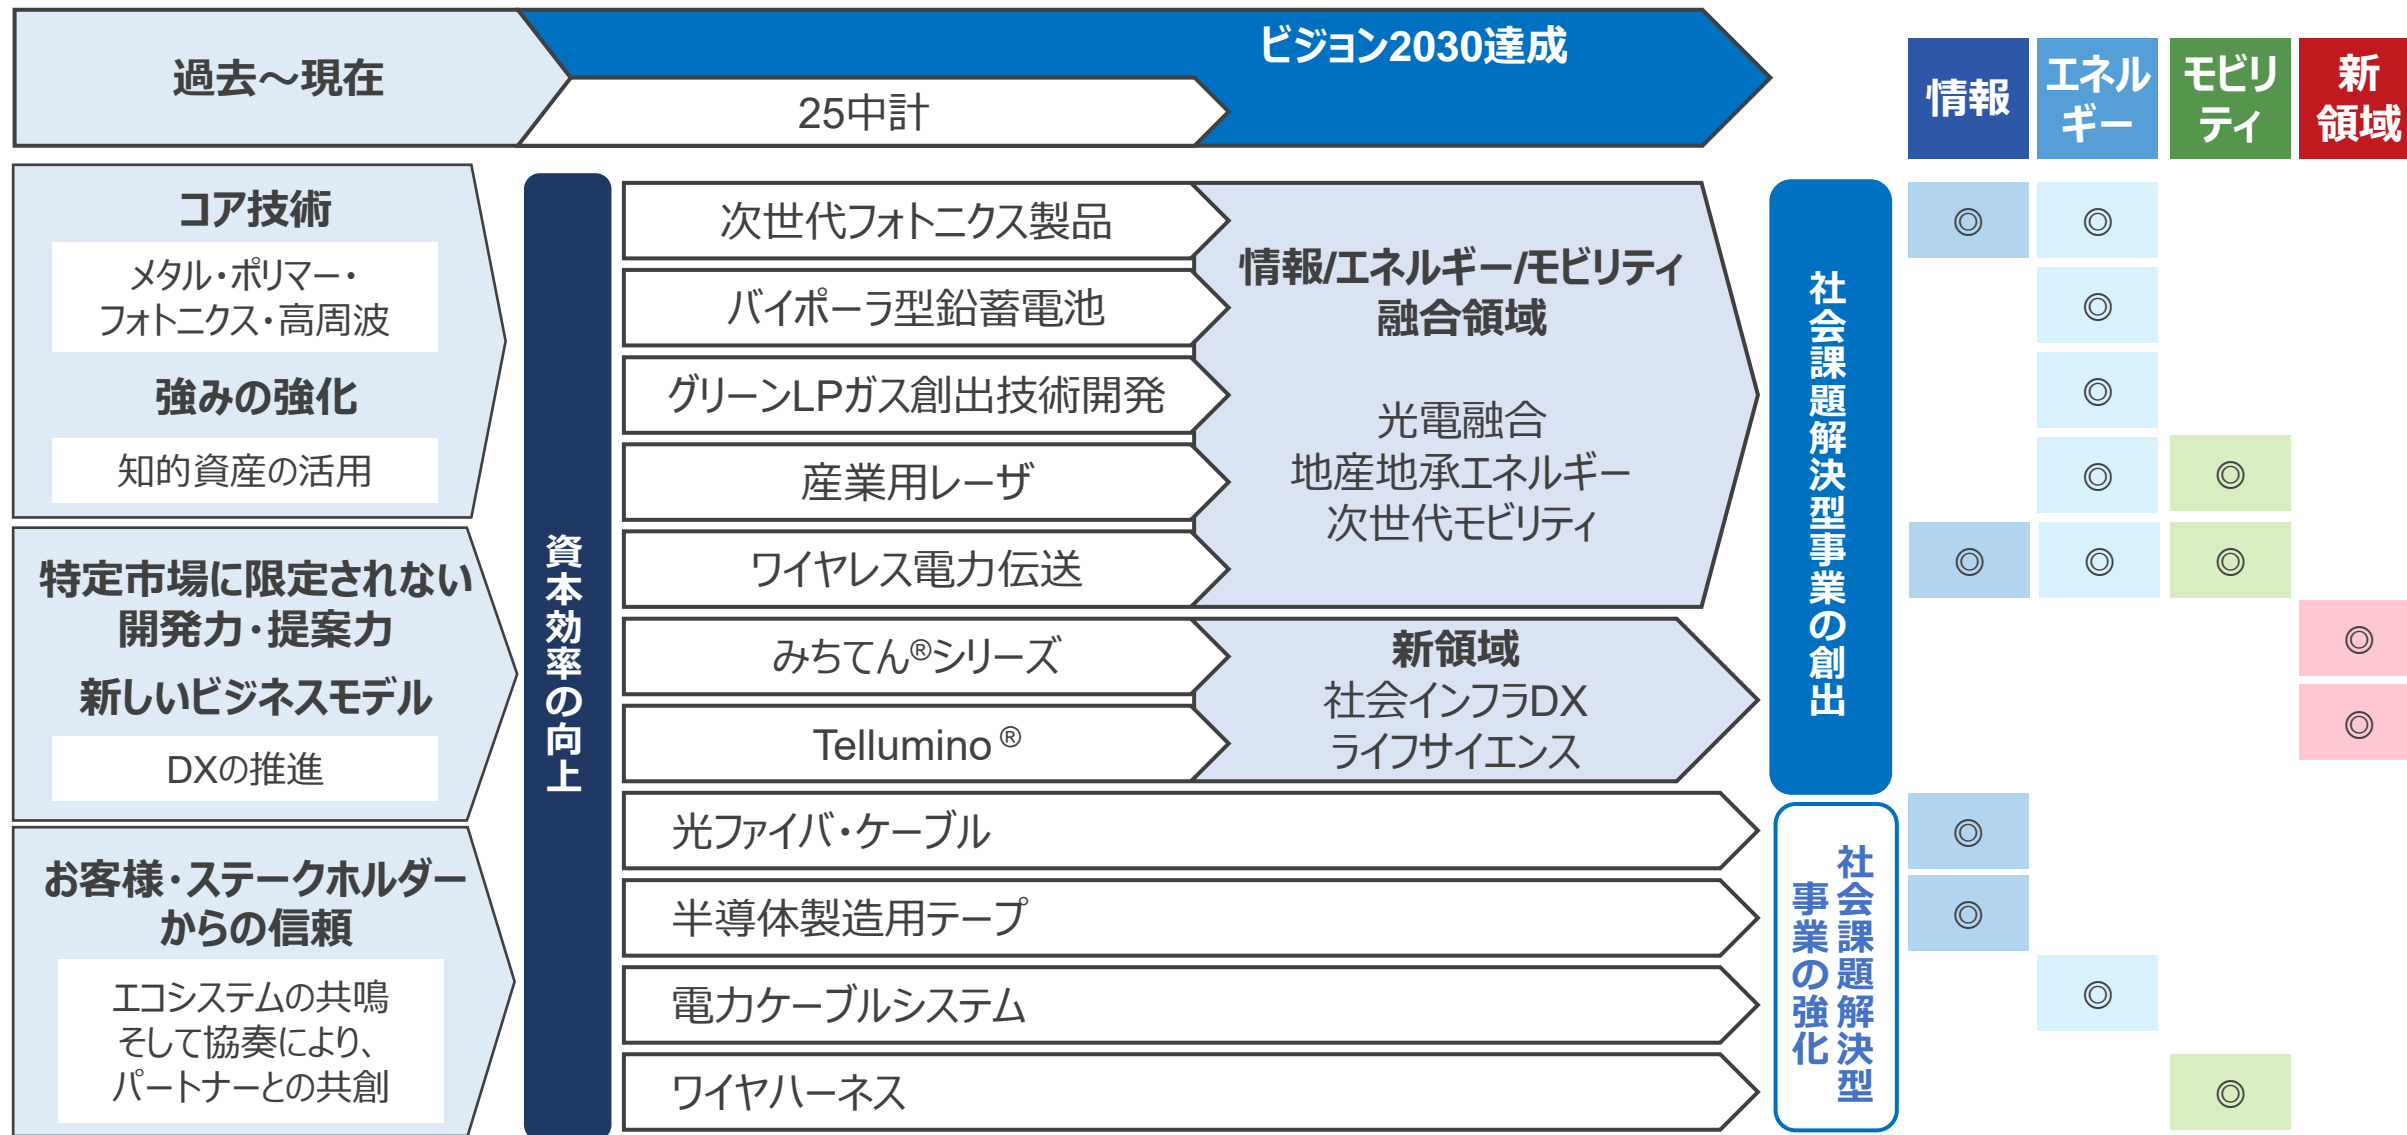 過去～現在
ビジョン2030達成
25中計
情報
エネル
ギー
モビリ
ティ
新
領域
コア技術
メタル・ポリマー・
フォトニクス・高周波
強みの強化
知的資産の活用
特定市場に限定されない
開発力・提案力
新しいビジネスモデル
DXの推進
お客様・ステークホルダー
からの信頼
エコシステムの共鳴
そして協奏により、
パートナーとの共創
資本効率の向上
次世代フォトニクス製品
バイポーラ型鉛蓄電池
グリーンLPガス創出技術開発
産業用レーザ
ワイヤレス電力伝送
みちてん®シリーズ
Tellumino®
情報/エネルギー/モビリティ
融合領域
光電融合
地産地承エネルギー
次世代モビリティ
新領域
社会インフラDX
ライフサイエンス
光ファイバ・ケーブル
半導体製造用テープ
電力ケーブルシステム
ワイヤハーネス
社会課題解決型事業の創出
社会課題解決型
事業の強化
◎ ◎
◎
◎
◎ ◎
◎ ◎ ◎
◎
◎
◎
◎
◎
◎